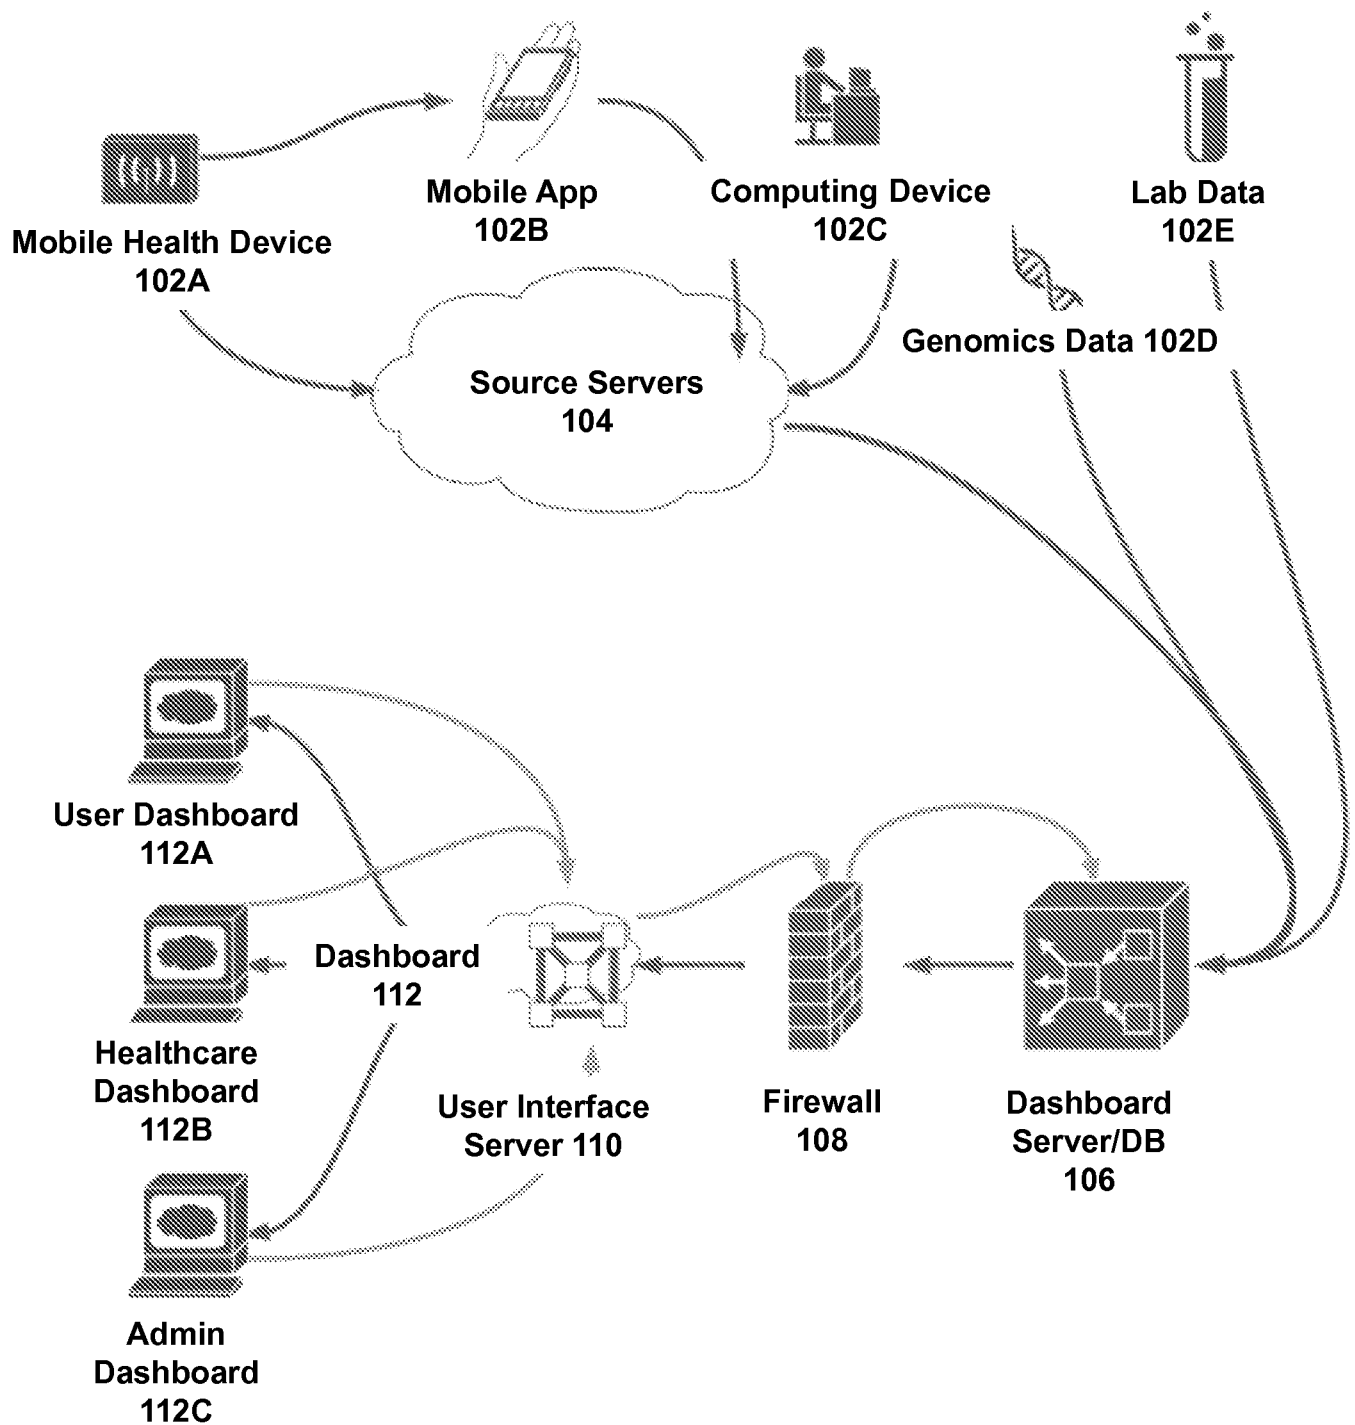 Mobile App
102B
Computing Device
102C
Lab Data
102E
Mobile Health Device
102A
Genomics Data 102D
Source Servers
104
User Dashboard
112A
Dashboard
112
Healthcare
Dashboard
112B
User Interface
Server 110
Firewall
108
Dashboard
Server/DB
106
Admin
Dashboard
112C